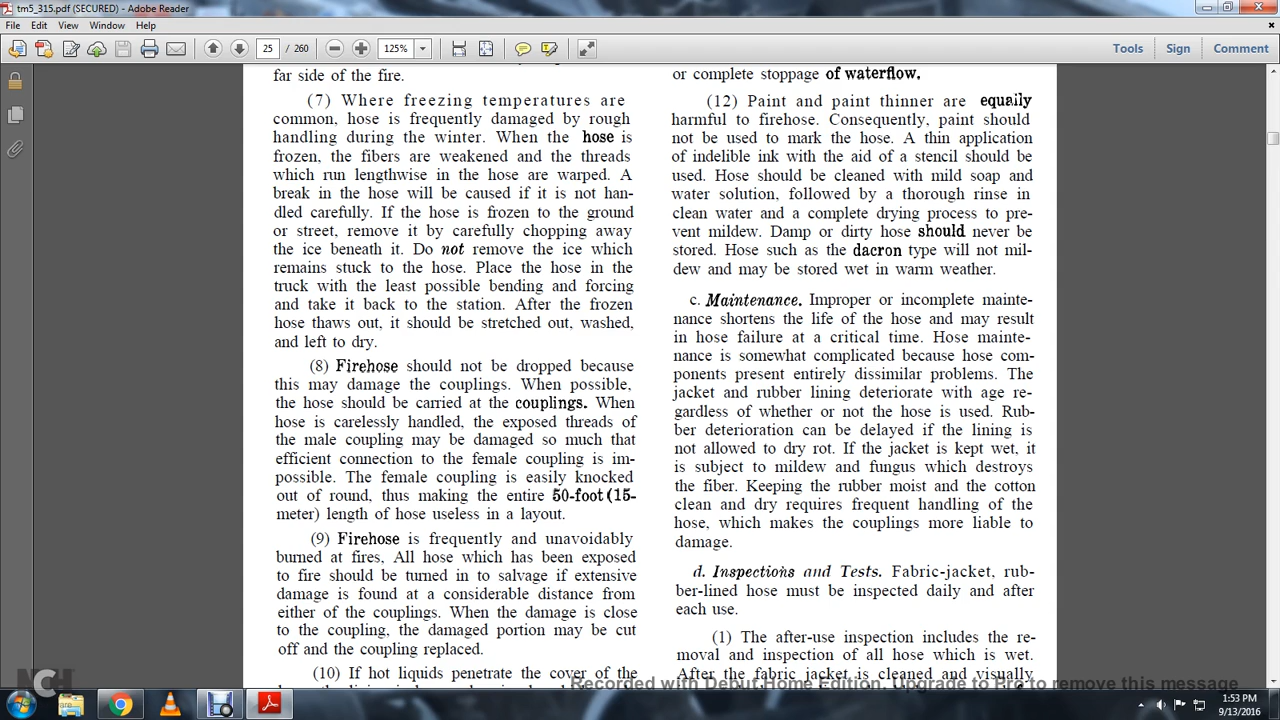 tm5_315.pdf (SECURED) - Adobe Reader
File Edit View Window Help
25 / 260 125% Tools Sign Comment
far side of the fire.
(7) Where freezing temperatures are
common, hose is frequently damaged by rough
handling during the winter. When the hose is
frozen, the fibers are weakened and the threads
which run lengthwise in the hose are warped. A
break in the hose will be caused if it is not han-
dled carefully. If the hose is frozen to the ground
or street, remove it by carefully chopping away
the ice beneath it. Do not remove the ice which
remains stuck to the hose. Place the hose in the
truck with the least possible bending and forcing
and take it back to the station. After the frozen
hose thaws out, it should be stretched out, washed,
and left to dry.
(8) Firehose should not be dropped because
this may damage the couplings. When possible,
the hose should be carried at the couplings. When
hose is carelessly handled, the exposed threads of
the male coupling may be damaged so much that
efficient connection to the female coupling is im-
possible. The female coupling is easily knocked
out of round, thus making the entire 50-foot (15-
meter) length of hose useless in a layout.
(9) Firehose is frequently and unavoidably
burned at fires, All hose which has been exposed
to fire should be turned in to salvage if extensive
damage is found at a considerable distance from
either of the couplings. When the damage is close
to the coupling, the damaged portion may be cut
off and the coupling replaced.
(10) If hot liquids penetrate the cover of the
or complete stoppage of waterflow.
(12) Paint and paint thinner are equally
harmful to firehose. Consequently, paint should
not be used to mark the hose. A thin application
of indelible ink with the aid of a stencil should be
used. Hose should be cleaned with mild soap and
water solution, followed by a thorough rinse in
clean water and a complete drying process to pre-
vent mildew. Damp or dirty hose should never be
stored. Hose such as the dacron type will not mil-
dew and may be stored wet in warm weather.
c. Maintenance. Improper or incomplete mainte-
nance shortens the life of the hose and may result
in hose failure at a critical time. Hose mainte-
nance is somewhat complicated because hose com-
ponents present entirely dissimilar problems. The
jacket and rubber lining deteriorate with age re-
gardless of whether or not the hose is used. Rub-
ber deterioration can be delayed if the lining is
not allowed to dry rot. If the jacket is kept wet, it
is subject to mildew and fungus which destroys
the fiber. Keeping the rubber moist and the cotton
clean and dry requires frequent handling of the
hose, which makes the couplings more liable to
damage.
d. Inspections and Tests. Fabric-jacket, rub-
ber-lined hose must be inspected daily and after
each use.
(1) The after-use inspection includes the re-
moval and inspection of all hose which is wet.
After the fabric jacket is cleaned and visually
Recorded with Debut Home Edition. Upgrade to Pro to remove this message
NCH
1:53 PM
9/13/2016